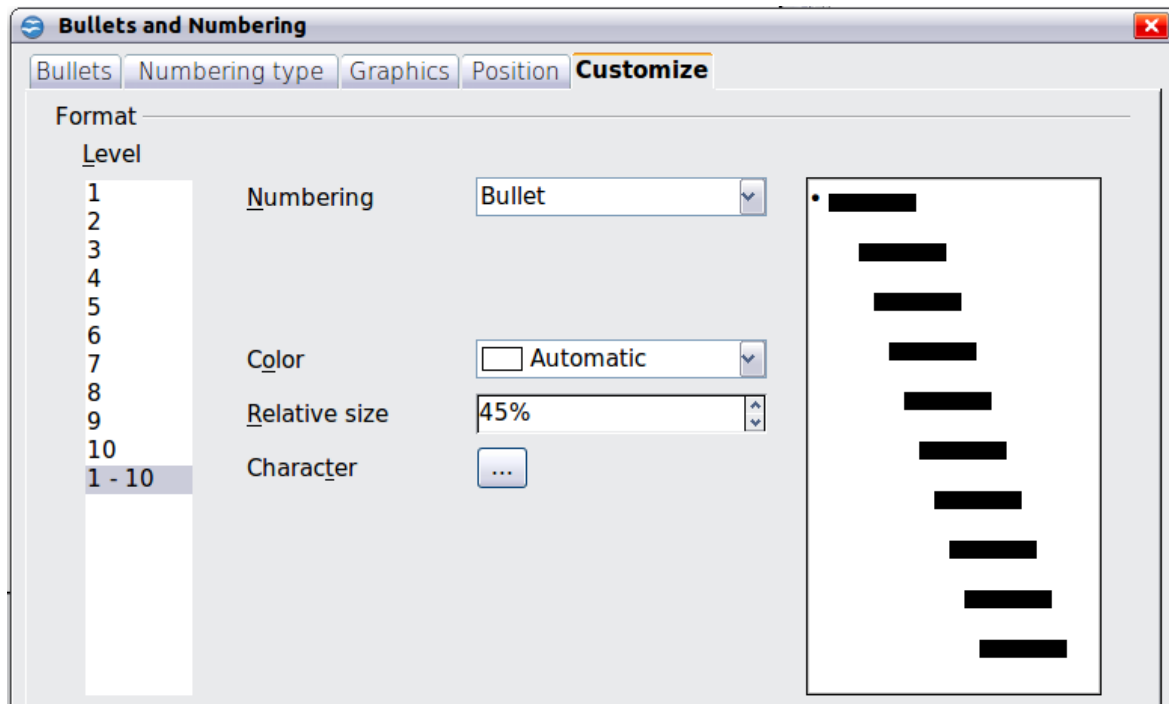 Bullets and Numbering
Bullets Numbering type Graphics Position Customize
Format
Level
1
2
3
4
5
6
7
8
9
10
1 - 10
Numbering Bullet
Color Automatic
Relative size 45%
Character ...